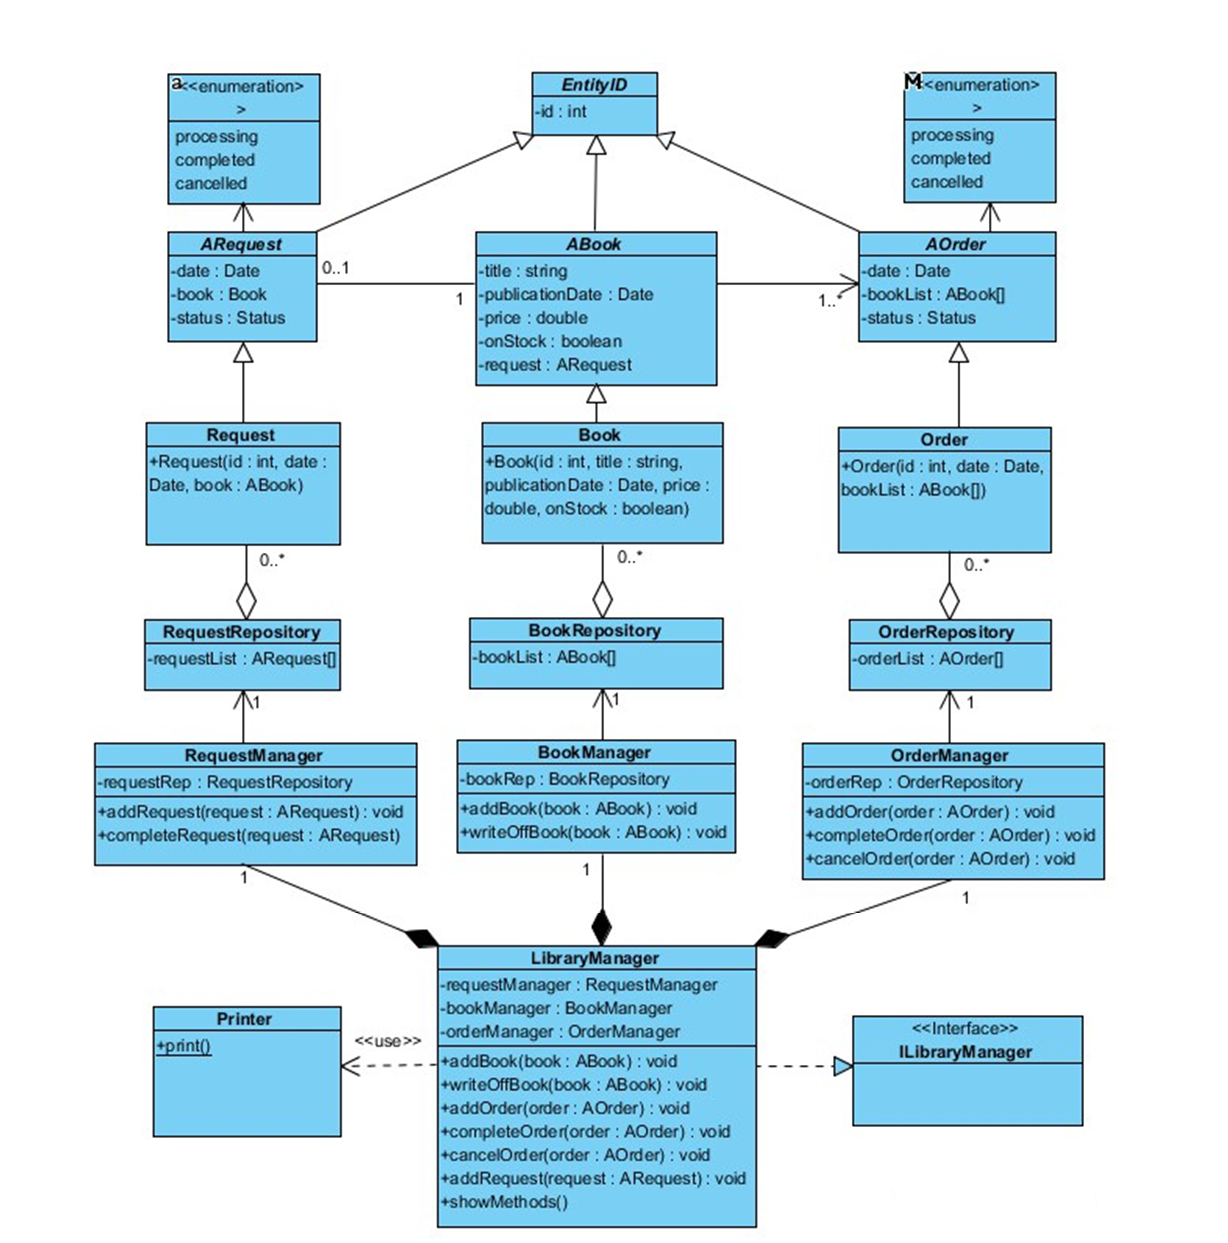 a
<<enumeration>
>
processing
completed
cancelled
EntityID
-id : int
M
<<enumeration>
>
processing
completed
cancelled
ARequest
-date : Date
-book : Book
-status : Status
0..1
1
ABook
-title : string
-publicationDate : Date
-price : double
-onStock : boolean
-request : ARequest
1..*
AOrder
-date : Date
-bookList : ABook[]
-status : Status
Request
+Request(id : int, date :
Date, book : ABook)
Book
+Book(id : int, title : string,
publicationDate : Date, price :
double, onStock : boolean)
Order
+Order(id : int, date : Date,
bookList : ABook[])
0..*
0..*
0..*
RequestRepository
-requestList : ARequest[]
BookRepository
-bookList : ABook[]
OrderRepository
-orderList : AOrder[]
1
1
1
RequestManager
-requestRep : RequestRepository
+addRequest(request : ARequest) : void
+completeRequest(request : ARequest)
BookManager
-bookRep : BookRepository
+addBook(book : ABook) : void
+writeOffBook(book : ABook) : void
OrderManager
-orderRep : OrderRepository
+addOrder(order : AOrder) : void
+completeOrder(order : AOrder) : void
+cancelOrder(order : AOrder) : void
1
1
1
LibraryManager
-requestManager : RequestManager
-bookManager : BookManager
-orderManager : OrderManager
+addBook(book : ABook) : void
+writeOffBook(book : ABook) : void
+addOrder(order : AOrder) : void
+completeOrder(order : AOrder) : void
+cancelOrder(order : AOrder) : void
+addRequest(request : ARequest) : void
+showMethods()
Printer
+print()
<<use>>
<<Interface>>
ILibraryManager